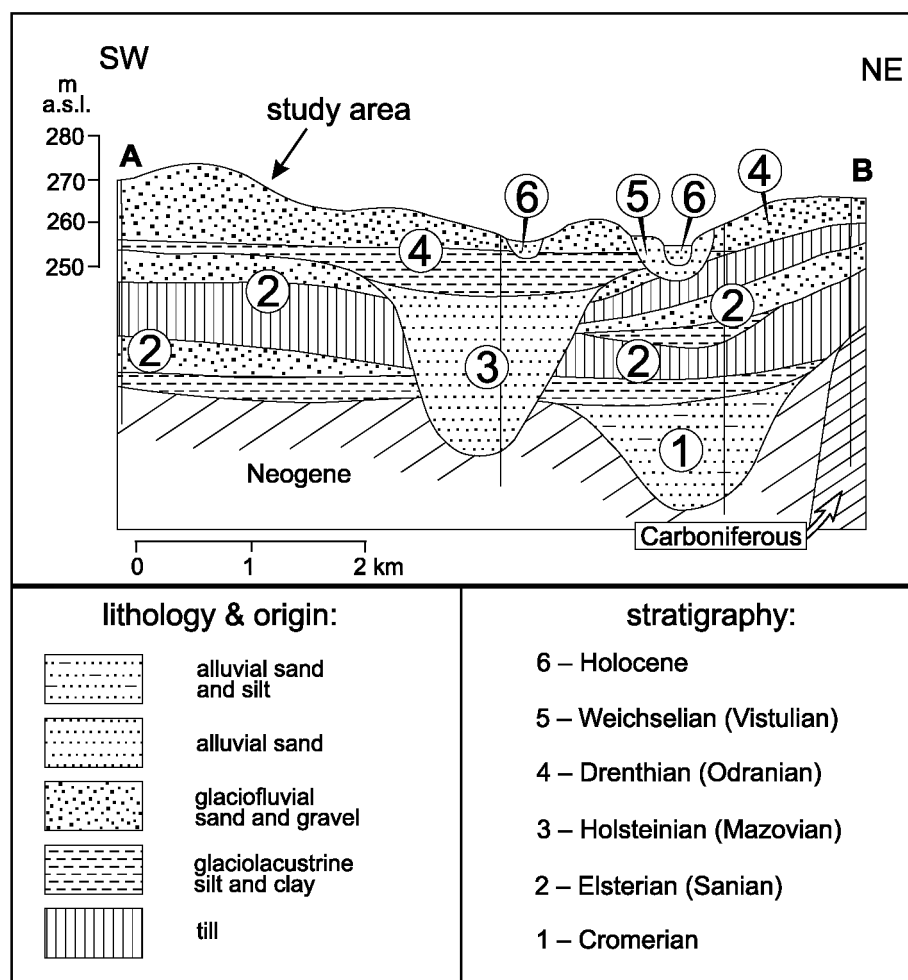 SW
NE
m
a.s.l.
study area
280
270
260
250
A
B
6
5
6
4
4
2
2
2
2
3
1
Neogene
Carboniferous
0 1 2 km
lithology & origin:
alluvial sand
and silt
alluvial sand
glaciofluvial
sand and gravel
glaciolacustrine
silt and clay
till
stratigraphy:
6 – Holocene
5 – Weichselian (Vistulian)
4 – Drenthian (Odranian)
3 – Holsteinian (Mazovian)
2 – Elsterian (Sanian)
1 – Cromerian